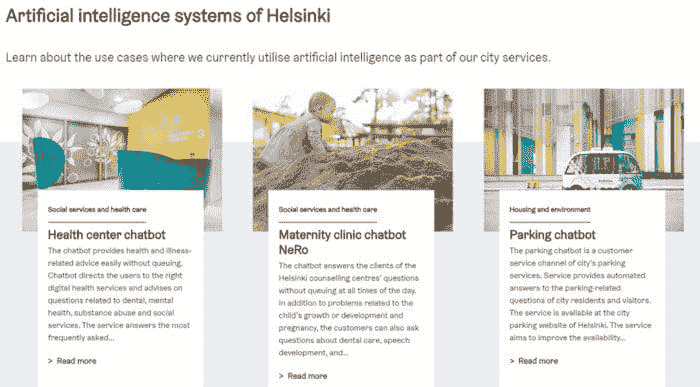 Artificial intelligence systems of Helsinki
Learn about the use cases where we currently utilise artificial intelligence as part of our city services.
Social services and health care
Health center chatbot
The chatbot provides health and illness-
related advice easily without queuing.
Chatbot directs the users to the right
digital health services and advises on
questions related to dental, mental
health, substance abuse and social
services. The service answers the most
frequently asked...
> Read more
Social services and health care
Maternity clinic chatbot
NeRo
The chatbot answers the clients of the
Helsinki counselling centres' questions
without queuing at all times of the day.
In addition to problems related to the
child's growth or development and
pregnancy, the customers can also ask
questions about dental care, speech
development, and...
> Read more
Housing and environment
Parking chatbot
The parking chatbot is a customer
service channel of city's parking
services. Service provides automated
answers to the parking-related
questions of city residents and visitors.
The service is available at the city
parking website of Helsinki. The service
aims to improve the availability...
> Read more
3